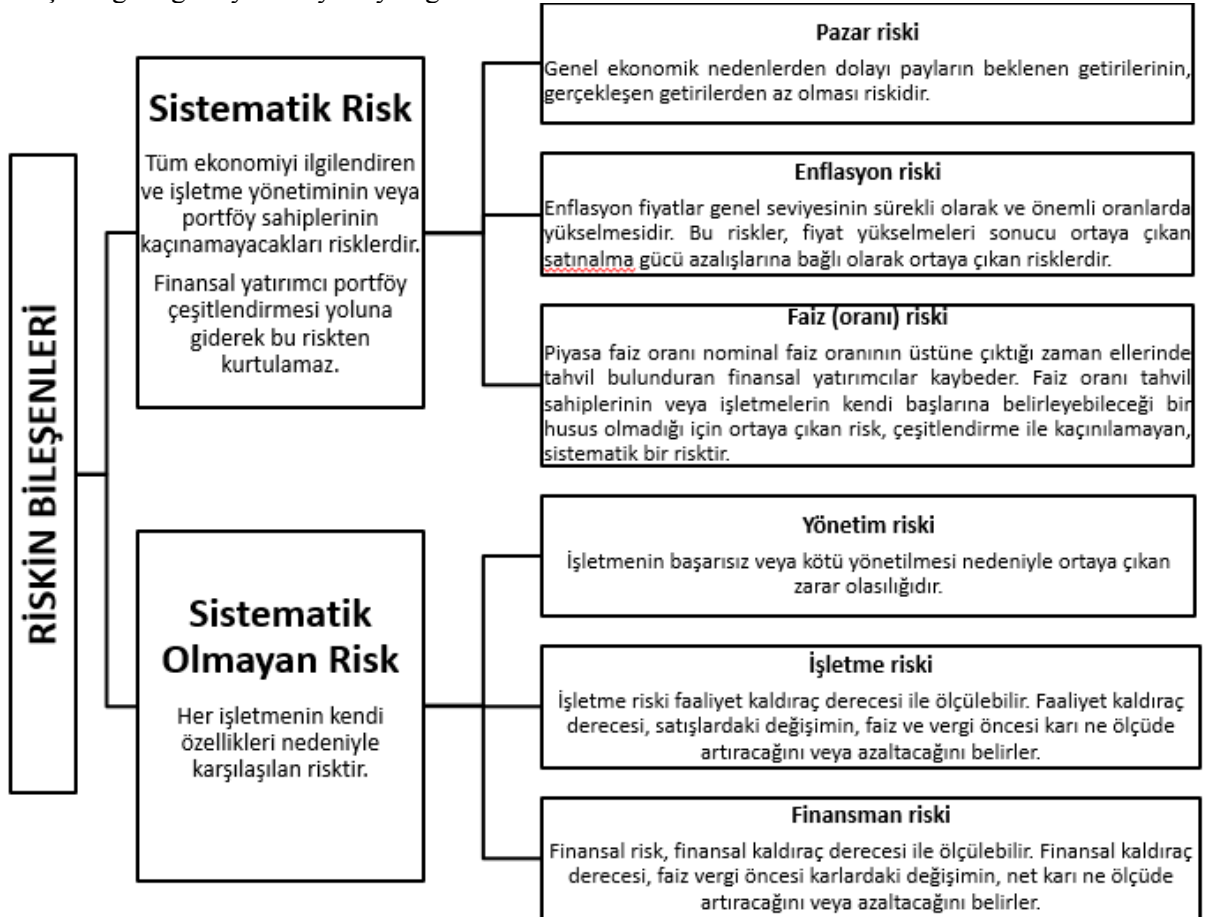 RİSKİN BİLEŞENLERİ
Sistematik Risk
Tüm ekonomiyi ilgilendiren
ve işletme yönetiminin veya
portföy sahiplerinin
kaçınamayacakları risklerdir.
Finansal yatırımcı portföy
çeşitlendirmesi yoluna
giderek bu riskten
kurtulamaz.
Pazar riski
Genel ekonomik nedenlerden dolayı payların beklenen getirilerinin,
gerçekleşen getirilerden az olması riskidir.
Enflasyon riski
Enflasyon fiyatlar genel seviyesinin sürekli olarak ve önemli oranlarda
yükselmesidir. Bu riskler, fiyat yükselmeleri sonucu ortaya çıkan
satınalma gücü azalışlarına bağlı olarak ortaya çıkan risklerdir.
Faiz (oranı) riski
Piyasa faiz oranı nominal faiz oranının üstüne çıktığı zaman ellerinde
tahvil bulunduran finansal yatırımcılar kaybeder. Faiz oranı tahvil
sahiplerinin veya işletmelerin kendi başlarına belirleyebileceği bir
husus olmadığı için ortaya çıkan risk, çeşitlendirme ile kaçınılamayan,
sistematik bir risktir.
Sistematik
Olmayan Risk
Her işletmenin kendi
özellikleri nedeniyle
karşılaşılan risktir.
Yönetim riski
İşletmenin başarısız veya kötü yönetilmesi nedeniyle ortaya çıkan
zarar olasılığıdır.
İşletme riski
İşletme riski faaliyet kaldıraç derecesi ile ölçülebilir. Faaliyet kaldıraç
derecesi, satışlardaki değişimin, faiz ve vergi öncesi karı ne ölçüde
artıracağını veya azaltacağını belirler.
Finansman riski
Finansal risk, finansal kaldıraç derecesi ile ölçülebilir. Finansal kaldıraç
derecesi, faiz vergi öncesi karlardaki değişimin, net karı ne ölçüde
artıracağını veya azaltacağını belirler.